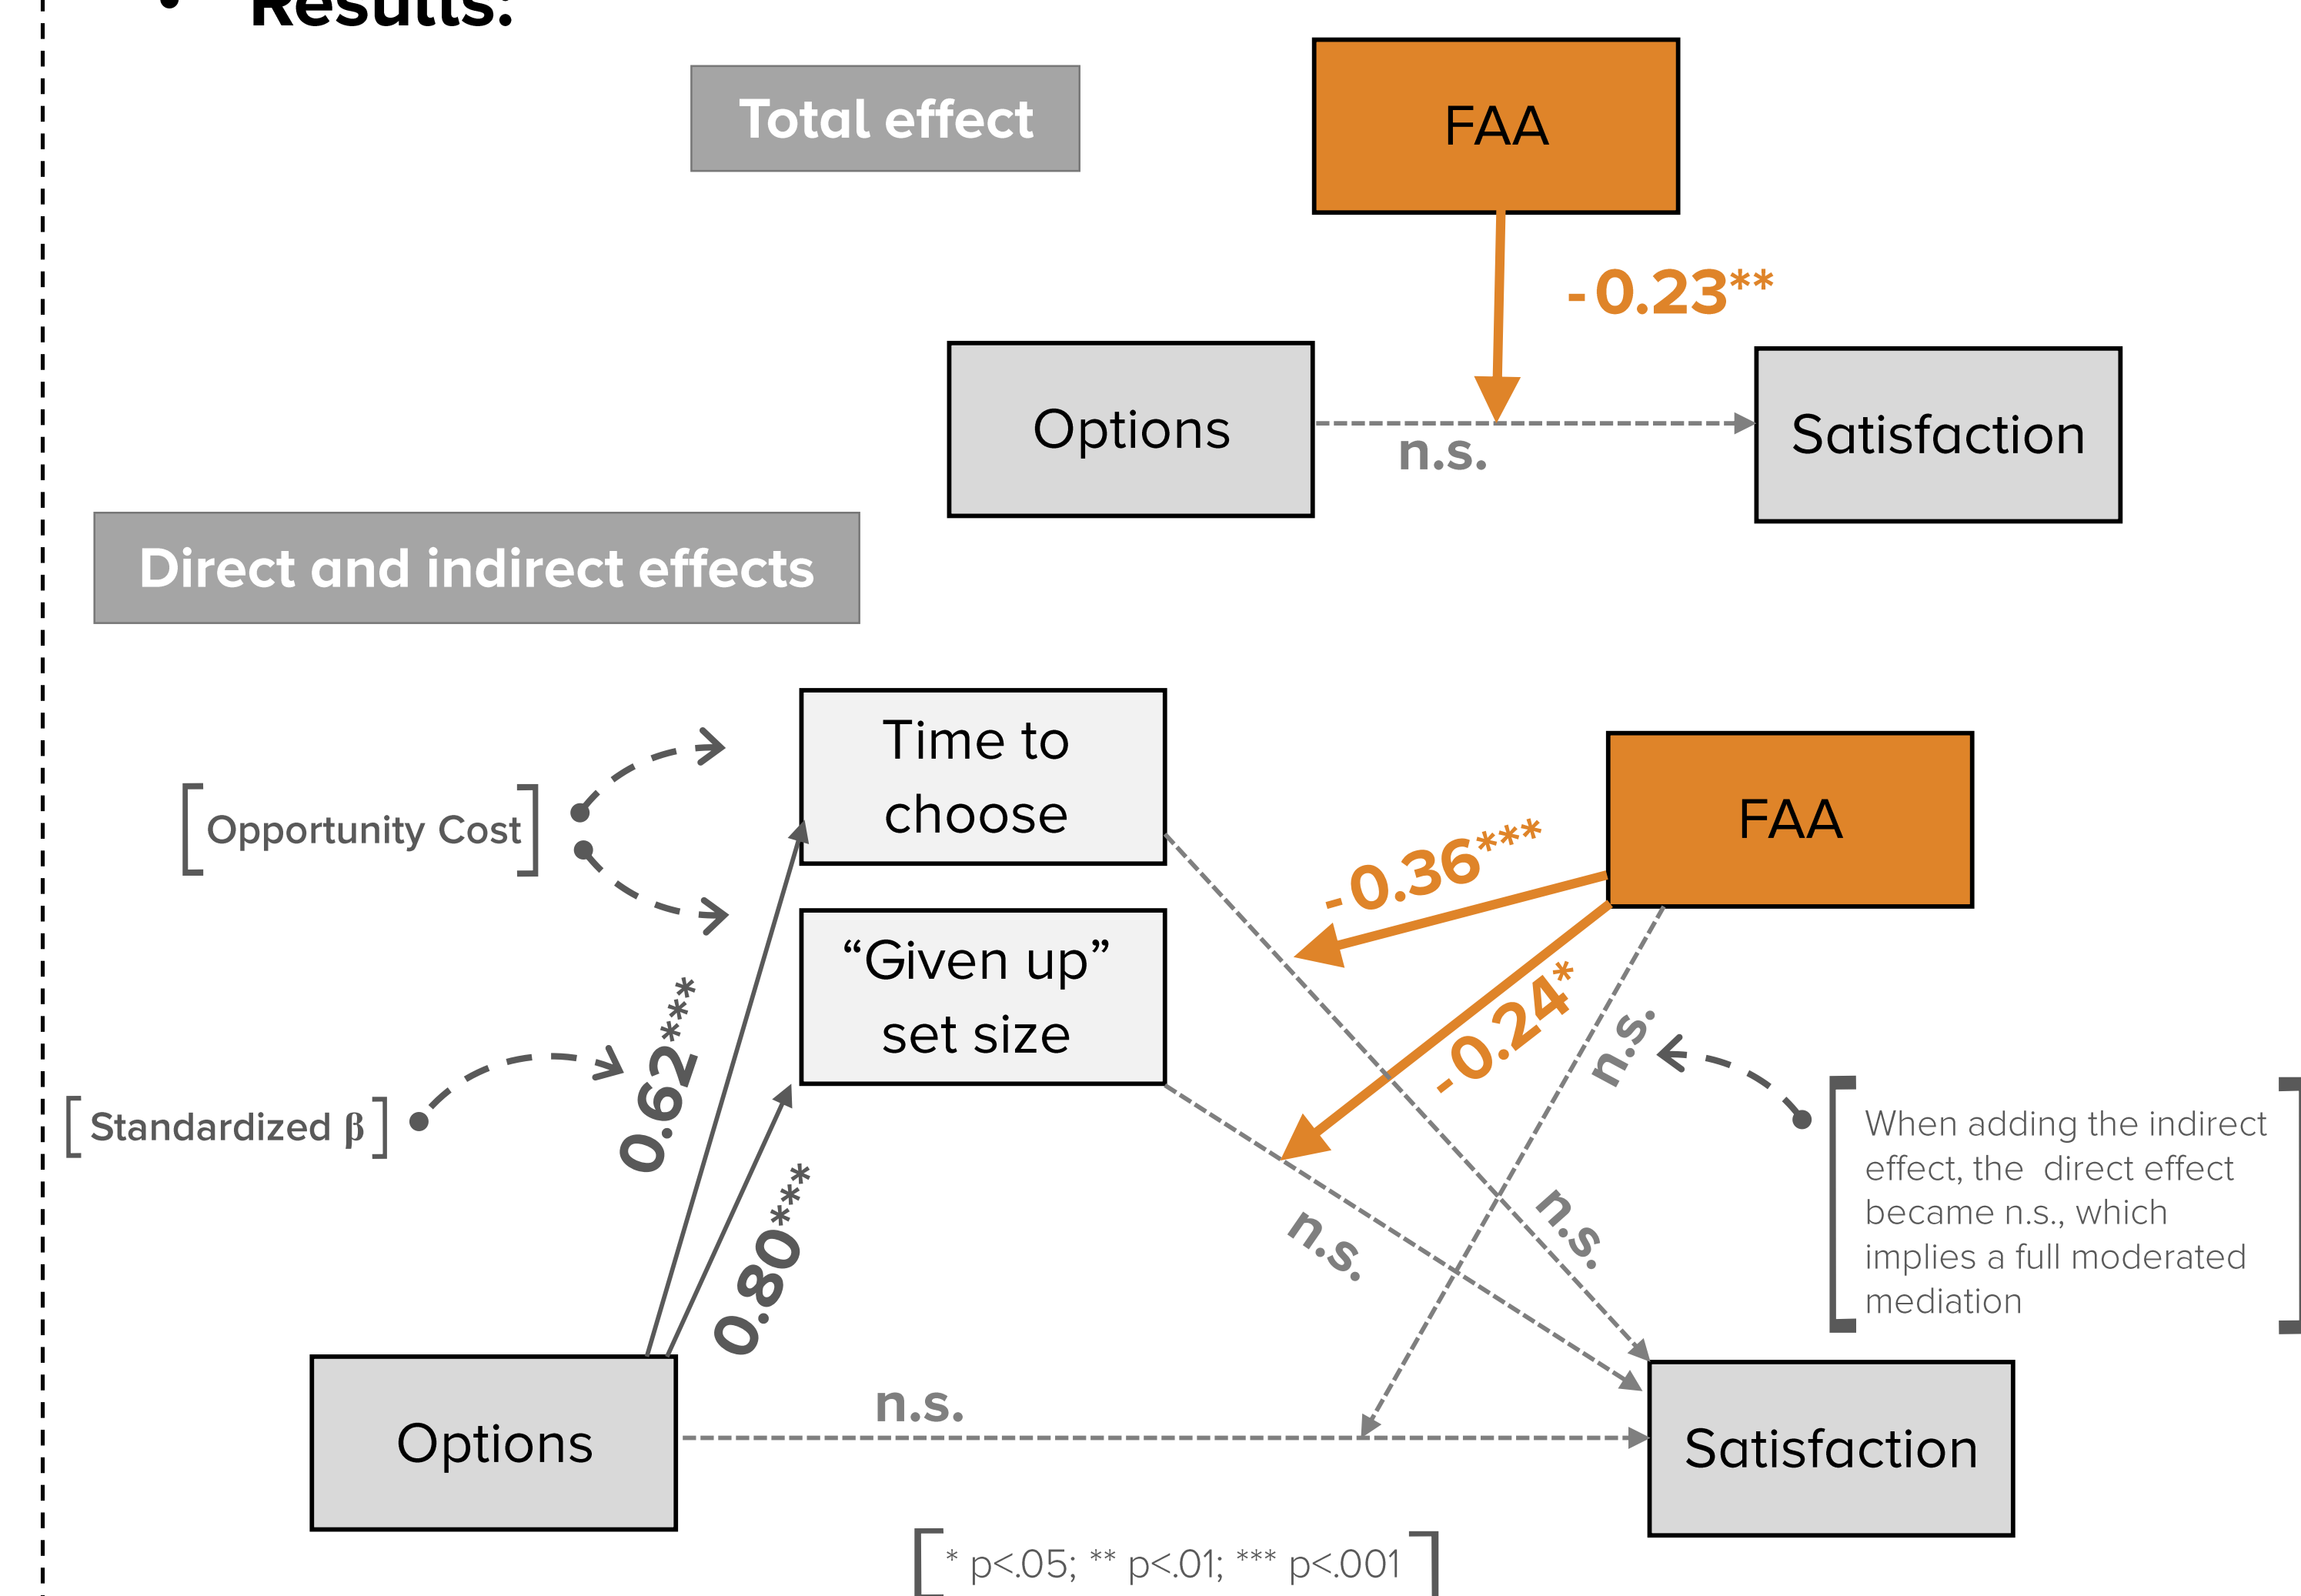 • Results:
Total effect
FAA
- 0.23**
Options
n.s.
Satisfaction
Direct and indirect effects
Time to
choose
[Opportunity Cost]
FAA
- 0.36***
“Given up”
set size
- 0.24*
n.s.
0.62***
[Standardized β]
0.80***
[When adding the indirect
effect, the direct effect
became n.s., which
implies a full moderated
mediation]
n.s.
n.s.
n.s.
Options
Satisfaction
[* p<.05; ** p<.01; *** p<.001]